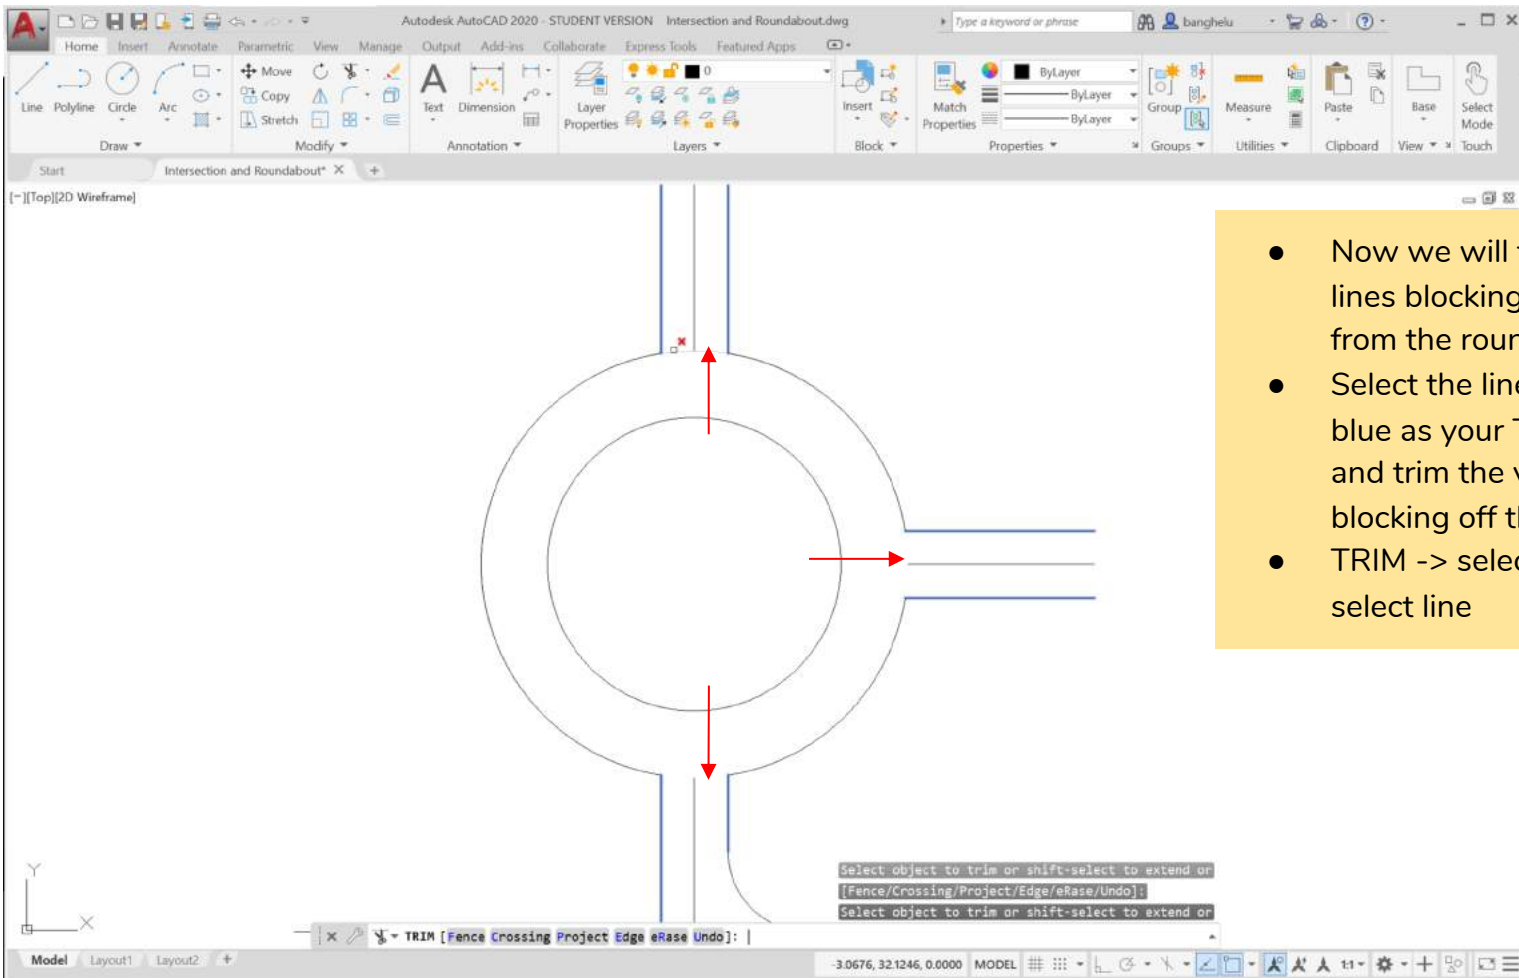 Autodesk AutoCAD 2020 - STUDENT VERSION Intersection and Roundabout.dwg
Type a keyword or phrase
banghelu
Home Insert Annotate Parametric View Manage Output Add-ins Collaborate Express Tools Featured Apps
Line Polyline Circle Arc
Move
Copy
Stretch
Text Dimension
Layer Properties
0
Insert
Match Properties
ByLayer
ByLayer
ByLayer
Group
Measure
Paste
Base
Select Mode
Draw Modify Annotation Layers Block Properties Groups Utilities Clipboard View Touch
Start Intersection and Roundabout* +
[−][Top][2D Wireframe]
● Now we will
lines blocking
from the
● Select the
blue as your
and trim the
blocking off
● TRIM ->
select line
Y
X
Select object to trim or shift-select to extend or
[Fence/Crossing/Project/Edge/eRase/Undo]:
Select object to trim or shift-select to extend or
TRIM [Fence Crossing Project Edge eRase Undo]:
Model Layout1 Layout2 +
-3.0676, 32.1246, 0.0000 MODEL 1:1